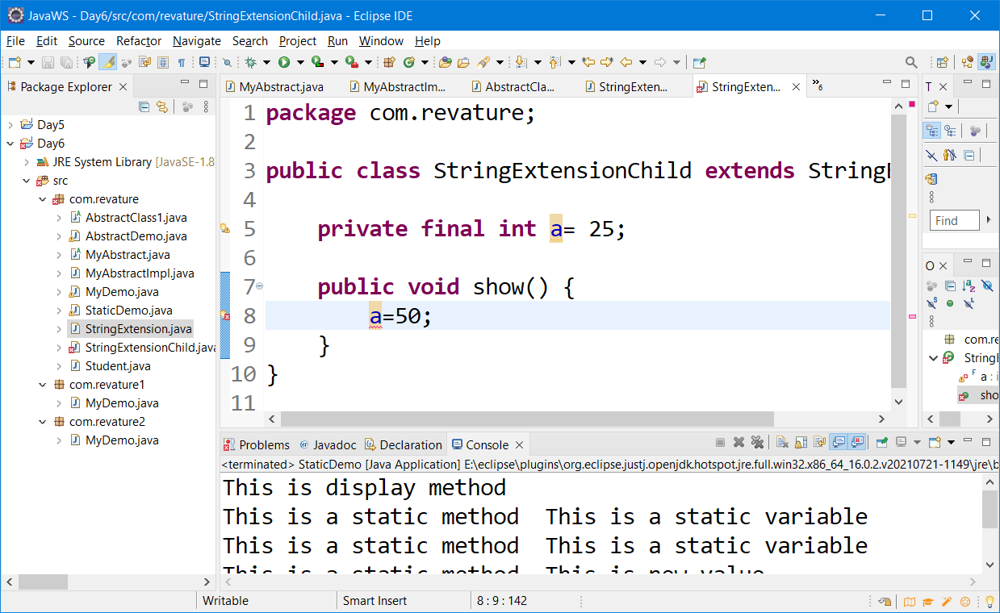 JavaWS - Day6/src/com/revature/StringExtensionChild.java - Eclipse IDE
File Edit Source Refactor Navigate Search Project Run Window Help
Package Explorer
MyAbstract.java MyAbstractIm... AbstractCla... StringExten... StringExten... »6
T
Day5
Day6
JRE System Library [JavaSE-1.8
src
com.revature
AbstractClass1.java
AbstractDemo.java
MyAbstract.java
MyAbstractImpl.java
MyDemo.java
StaticDemo.java
StringExtension.java
StringExtensionChild.java
Student.java
com.revature1
MyDemo.java
com.revature2
MyDemo.java
1 package com.revature;
2
3 public class StringExtensionChild extends StringE
4
5 private final int a= 25;
6
7 public void show() {
8 a=50;
9 }
10 }
11
Find
O
com.re
StringE
a : i
sho
Problems @ Javadoc Declaration Console
<terminated> StaticDemo [Java Application] E:\eclipse\plugins\org.eclipse.justj.openjdk.hotspot.jre.full.win32.x86_64_16.0.2.v20210721-1149\jre\b
This is display method
This is a static method This is a static variable
This is a static method This is a static variable
This is a static method This is new value
Writable Smart Insert 8 : 9 : 142